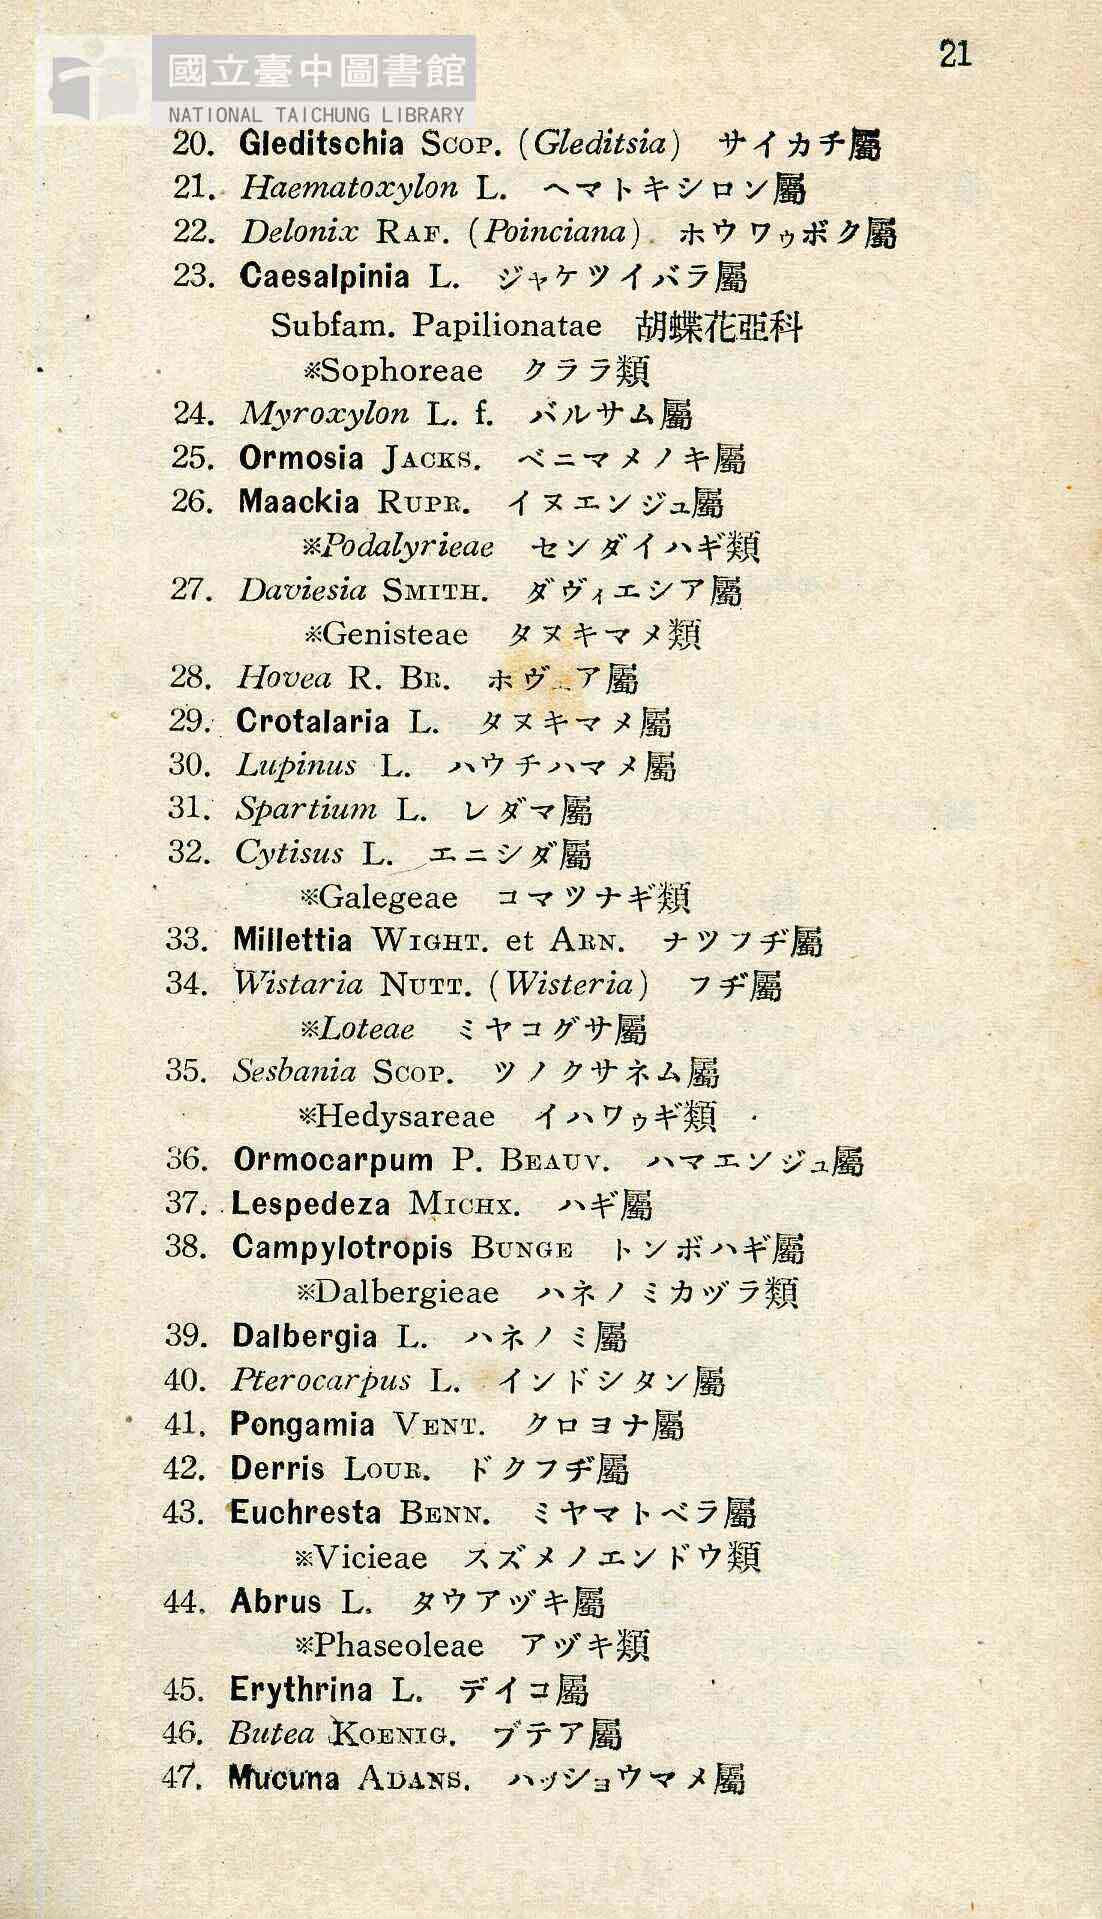 21
國立臺中圖書館
NATIONAL TAICHUNG LIBRARY
20. Gleditschia SCOP. (Gleditsia) サイカチ屬
21. Haematoxylon L. ヘマトキシロン屬
22. Delonix RAF. (Poinciana) ホウワゥボク屬
23. Caesalpinia L. ジャケツイバラ屬
Subfam. Papilionatae 胡蝶花亞科
※Sophoreae クララ類
24. Myroxylon L. f. バルサム屬
25. Ormosia JACKS. ベニマメノキ屬
26. Maackia RUPR. イヌエンジュ屬
※Podalyrieae センダイハギ類
27. Daviesia SMITH. ダヴィエシア屬
※Genisteae タヌキマメ類
28. Hovea R. BR. ホヴ ア屬
29. Crotalaria L. タヌキマメ屬
30. Lupinus L. ハウチハマメ屬
31. Spartium L. レダマ屬
32. Cytisus L. エニシダ屬
※Galegeae コマツナギ類
33. Millettia WIGHT. et ARN. ナツフヂ屬
34. Wistaria NUTT. (Wisteria) フヂ屬
※Loteae ミヤコグサ屬
35. Sesbania SCOP. ツノクサネム屬
※Hedysareae イハワゥギ類
36. Ormocarpum P. BEAUV. ハマエソジュ屬
37. Lespedeza MICHX. ハギ屬
38. Campylotropis BUNGE トンボハギ屬
※Dalbergieae ハネノミカヅラ類
39. Dalbergia L. ハネノミ屬
40. Pterocarpus L. インドシタン屬
41. Pongamia VENT. クロヨナ屬
42. Derris LOUR. ドクフヂ屬
43. Euchresta BENN. ミヤマトベラ屬
※Vicieae スズメノエンドウ類
44. Abrus L. タウアヅキ屬
※Phaseoleae アヅキ類
45. Erythrina L. デイコ屬
46. Butea KOENIG. ブテア屬
47. Mucuna ADANS. ハッショウマメ屬